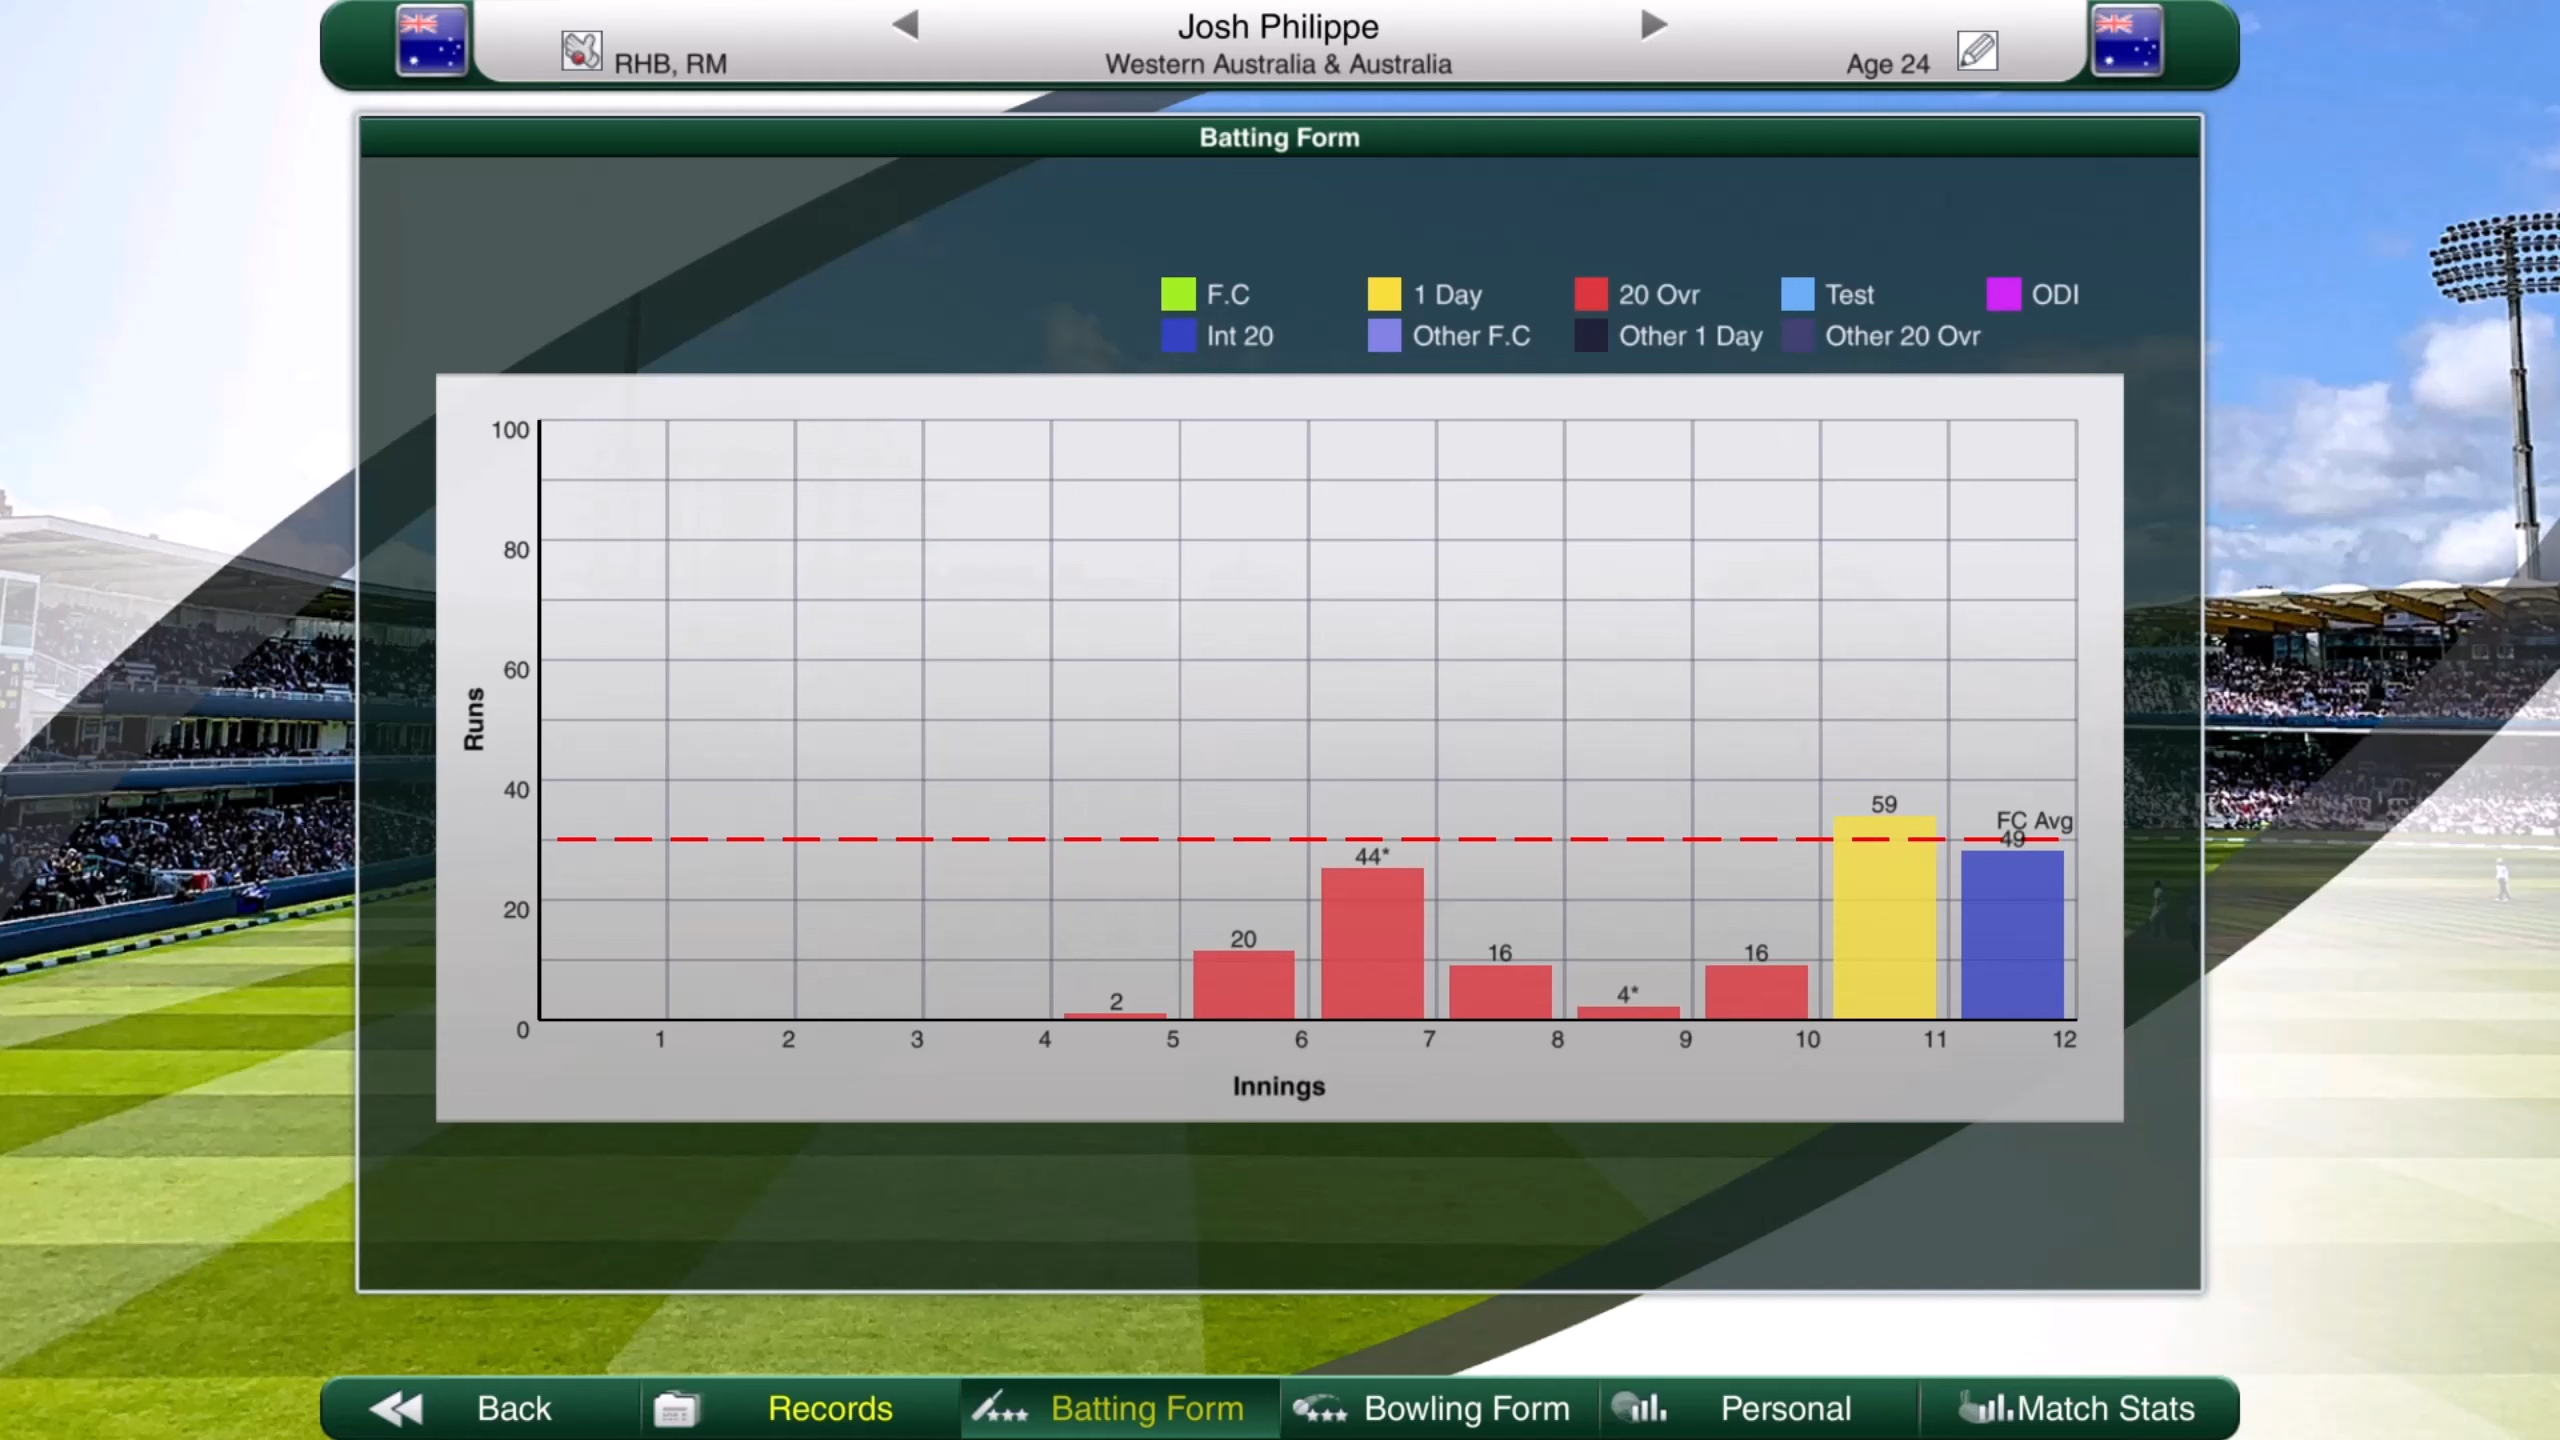 Josh Philippe
RHB, RM
Western Australia & Australia
Age 24
Batting Form
F.C
1 Day
20 Ovr
Test
ODI
Int 20
Other F.C
Other 1 Day
Other 20 Ovr
100
80
60
40
20
0
Runs
59
FC Avg
49
44*
20
16
16
2
4*
1 2 3 4 5 6 7 8 9 10 11 12
Innings
Back
Records
Batting Form
Bowling Form
Personal
Match Stats